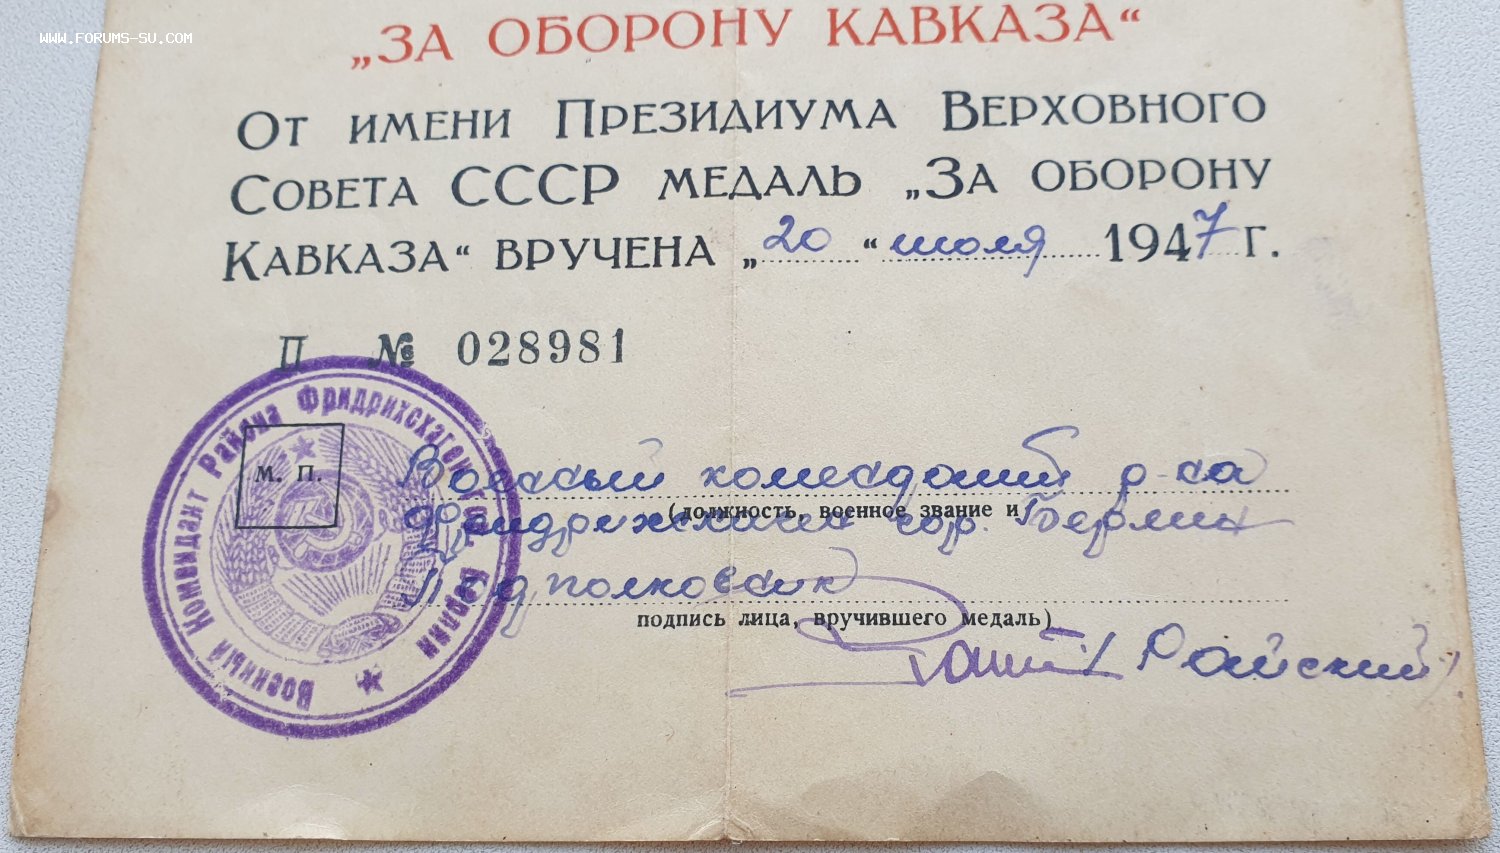 WWW.FORUMS-SU.COM
„ЗА ОБОРОНУ КАВКАЗА“
От имени Президиума Верховного
Совета СССР медаль „За оборону
Кавказа“ вручена „20“ июля 1947 г.
П № 028981
Военный Комендант Района Фридрихсхаген гор. Берлин
М. П.
Военный комендант р-на
(должность, военное звание и
Фридрихсхаген гор. Берлин
Подполковник
подпись лица, вручившего медаль)
Райский)